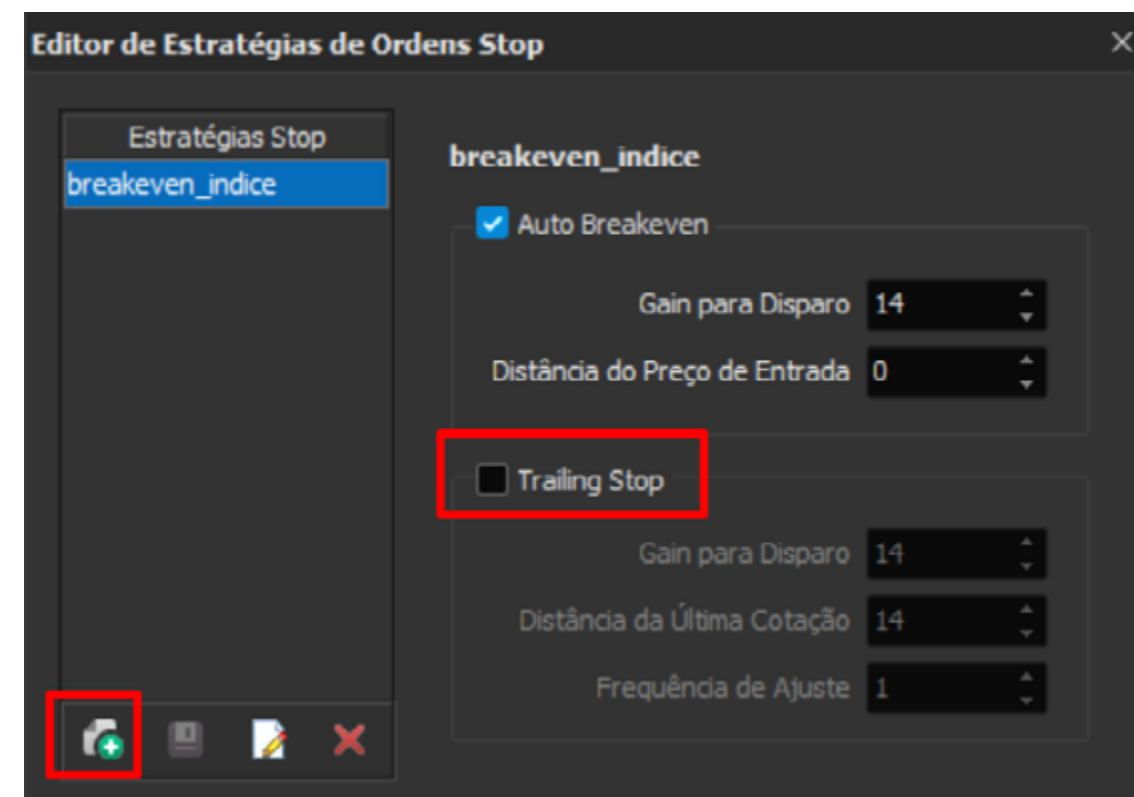 Editor de Estratégias de Ordens Stop
Estratégias Stop
breakeven_indice
breakeven_indice
Auto Breakeven
Gain para Disparo 14
Distância do Preço de Entrada 0
Trailing Stop
Gain para Disparo 14
Distância da Última Cotação 14
Frequência de Ajuste 1